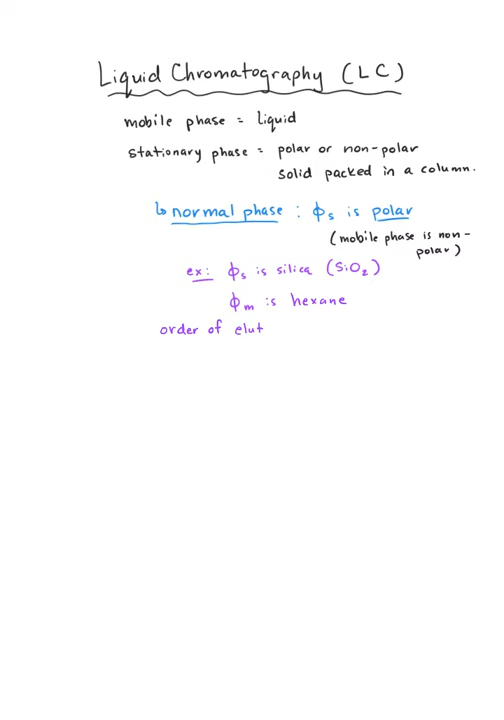 Liquid Chromatography (LC)
mobile phase = liquid
stationary phase = polar or non-polar
solid packed in a column.
↳ normal phase : ϕs is polar
(mobile phase is non-
polar)
ex: ϕs is silica (SiO₂)
ϕm is hexane
order of elut